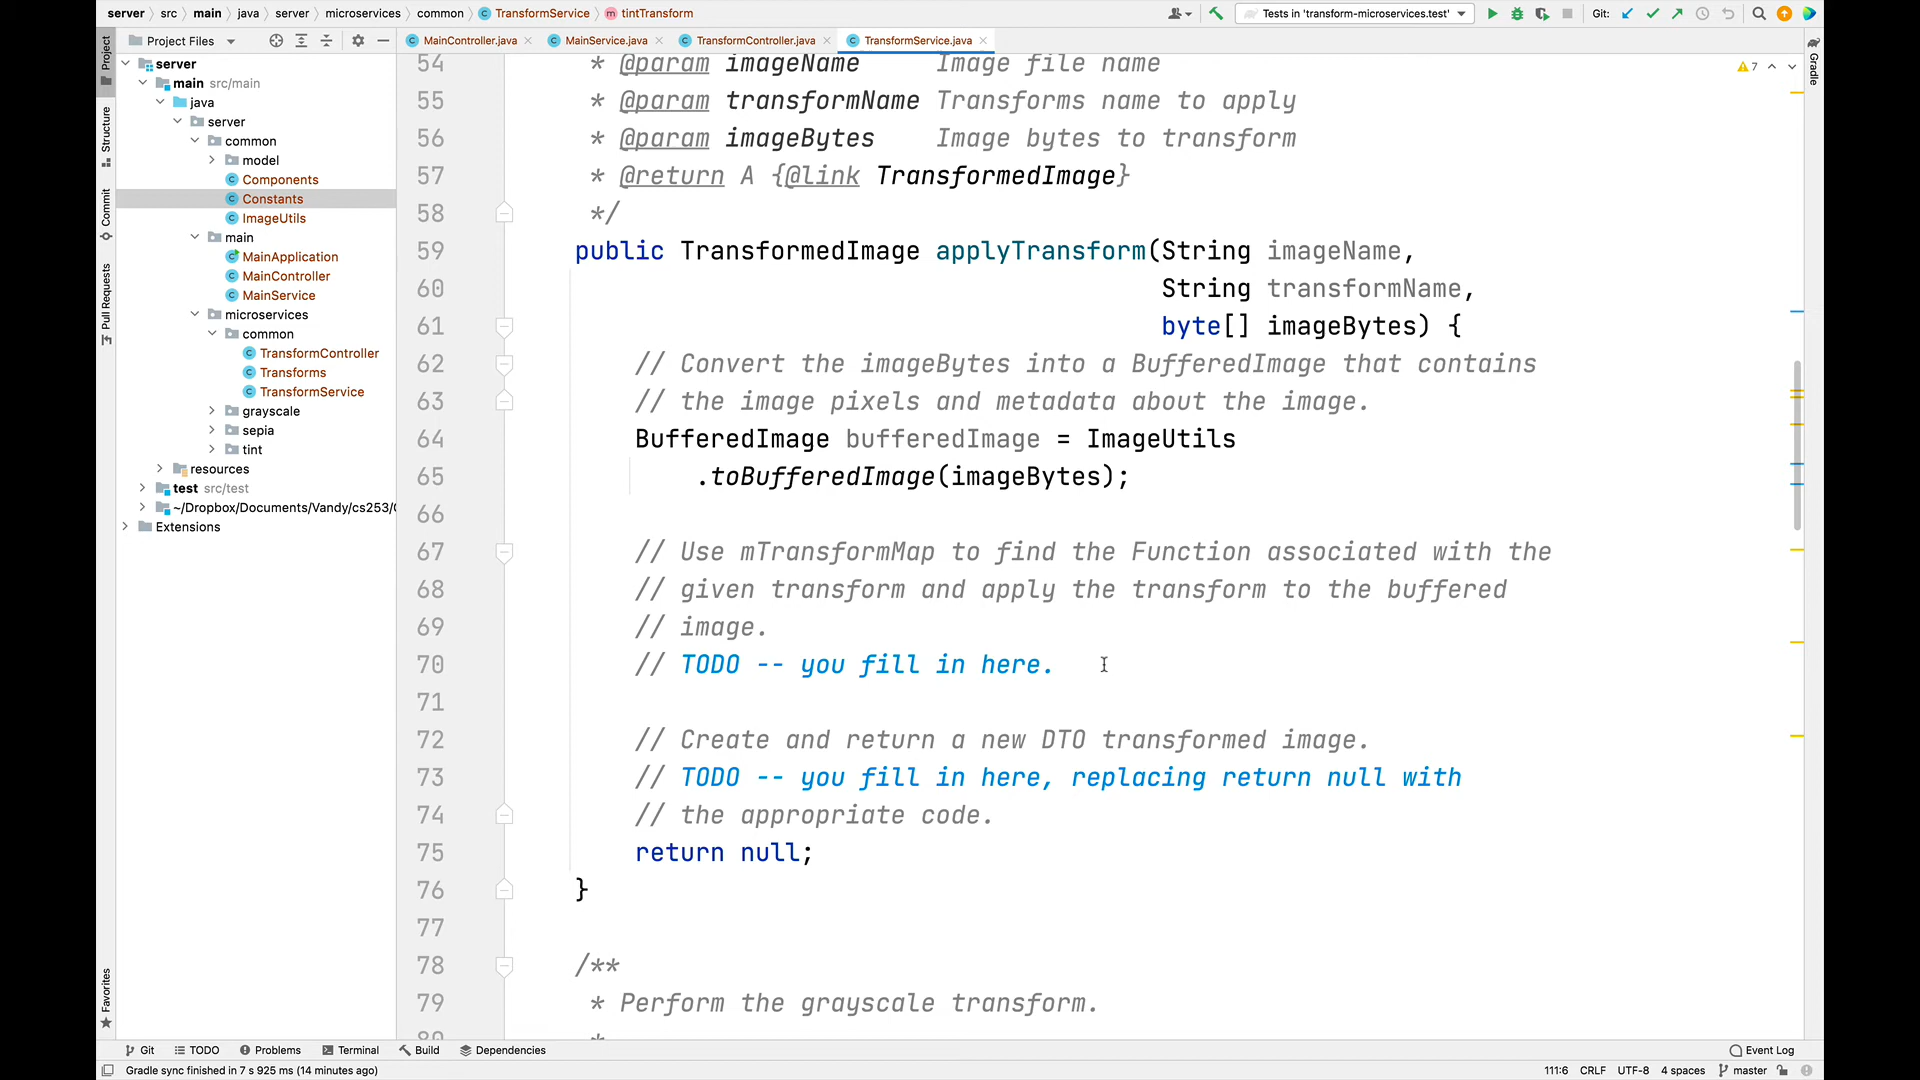 server src main java server microservices common TransformService tintTransform Tests in 'transform-microservices.test' Git:
Project Files MainController.java MainService.java TransformController.java TransformService.java
Project
Structure
Commit
Pull Requests
Favorites
Gradle
server
main src/main
java
server
common
model
Components
Constants
ImageUtils
main
MainApplication
MainController
MainService
microservices
common
TransformController
Transforms
TransformService
grayscale
sepia
tint
resources
test src/test
~/Dropbox/Documents/Vandy/cs253/
Extensions
7
54 * @param imageName Image file name
55 * @param transformName Transforms name to apply
56 * @param imageBytes Image bytes to transform
57 * @return A {@link TransformedImage}
58 */
59 public TransformedImage applyTransform(String imageName,
60 String transformName,
61 byte[] imageBytes) {
62 // Convert the imageBytes into a BufferedImage that contains
63 // the image pixels and metadata about the image.
64 BufferedImage bufferedImage = ImageUtils
65 .toBufferedImage(imageBytes);
66
67 // Use mTransformMap to find the Function associated with the
68 // given transform and apply the transform to the buffered
69 // image.
70 // TODO -- you fill in here.
71
72 // Create and return a new DTO transformed image.
73 // TODO -- you fill in here, replacing return null with
74 // the appropriate code.
75 return null;
76 }
77
78 /**
79 * Perform the grayscale transform.
80 *
Git TODO Problems Terminal Build Dependencies Event Log
Gradle sync finished in 7 s 925 ms (14 minutes ago) 111:6 CRLF UTF-8 4 spaces master